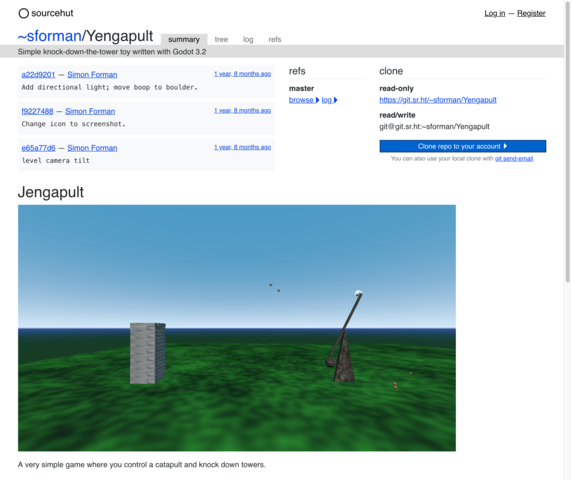 sourcehut
Log in — Register
~sforman/Yengapult
summary tree log refs
Simple knock-down-the-tower toy written with Godot 3.2
a22d9201 — Simon Forman 1 year, 8 months ago
Add directional light; move boop to boulder.
f9227488 — Simon Forman 1 year, 8 months ago
Change icon to screenshot.
e65a77d6 — Simon Forman 1 year, 8 months ago
level camera tilt
refs
master
browse log
clone
read-only
https://git.sr.ht/~sforman/Yengapult
read/write
git@git.sr.ht:~sforman/Yengapult
Clone repo to your account
You can also use your local clone with git send-email.
Jengapult
A very simple game where you control a catapult and knock down towers.